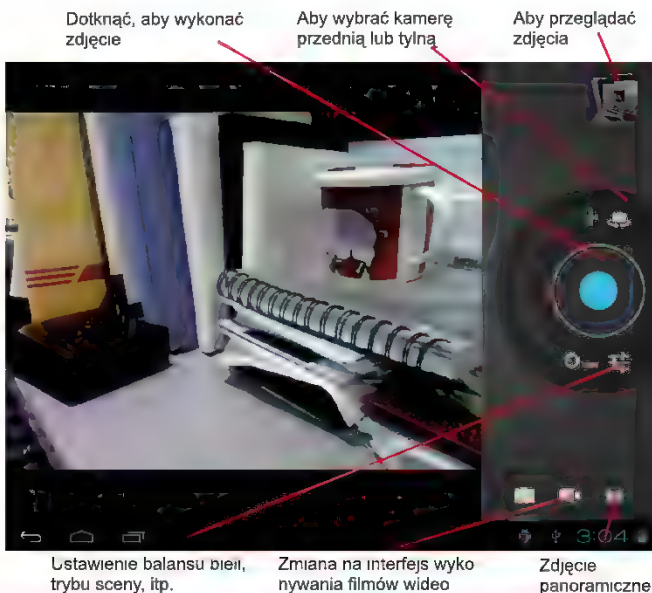 Dotknąć, aby wykonać
zdjęcie
Aby wybrać kamerę
przednią lub tylną
Aby przeglądać
zdjęcia
3:04
Ustawienie balansu bieli,
trybu sceny, itp.
Zmiana na interfejs wyko
nywania filmów wideo
Zdjęcie
panoramiczne